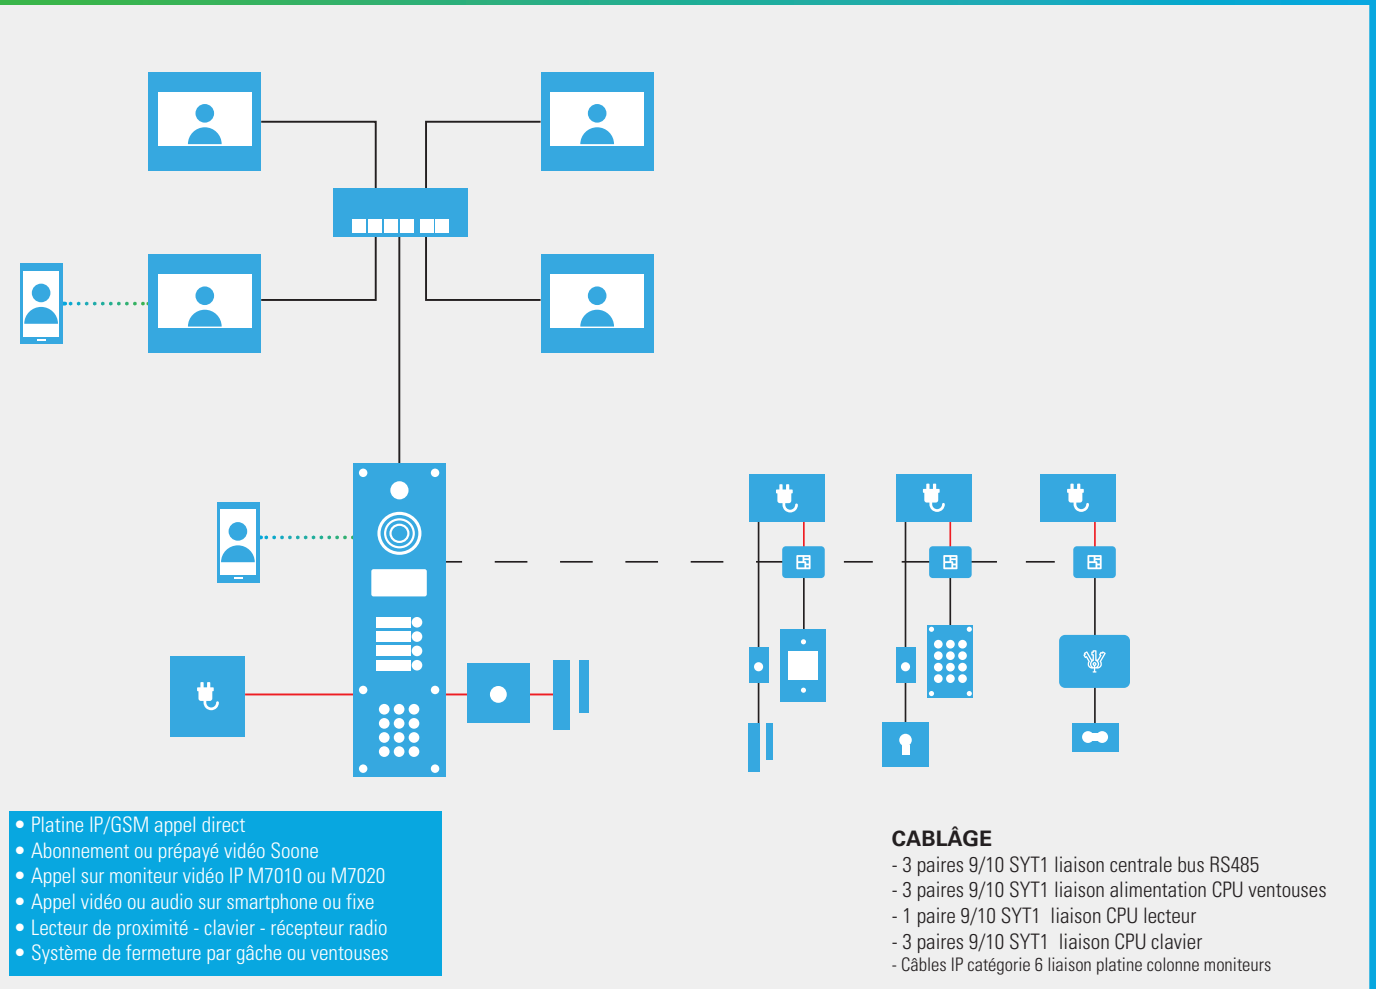 • Platine IP/GSM appel direct
• Abonnement ou prépayé vidéo Soone
• Appel sur moniteur vidéo IP M7010 ou M7020
• Appel vidéo ou audio sur smartphone ou fixe
• Lecteur de proximité - clavier - récepteur radio
• Système de fermeture par gâche ou ventouses
CABLÂGE
- 3 paires 9/10 SYT1 liaison centrale bus RS485
- 3 paires 9/10 SYT1 liaison alimentation CPU ventouses
- 1 paire 9/10 SYT1 liaison CPU lecteur
- 3 paires 9/10 SYT1 liaison CPU clavier
- Câbles IP catégorie 6 liaison platine colonne moniteurs